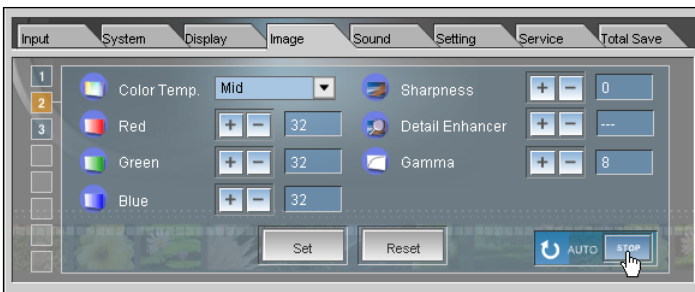 Input System Display Image Sound Setting Service Total Save
1
2
3
Color Temp. Mid
Red + - 32
Green + - 32
Blue + - 32
Sharpness + - 0
Detail Enhancer + - ---
Gamma + - 8
Set Reset AUTO STOP